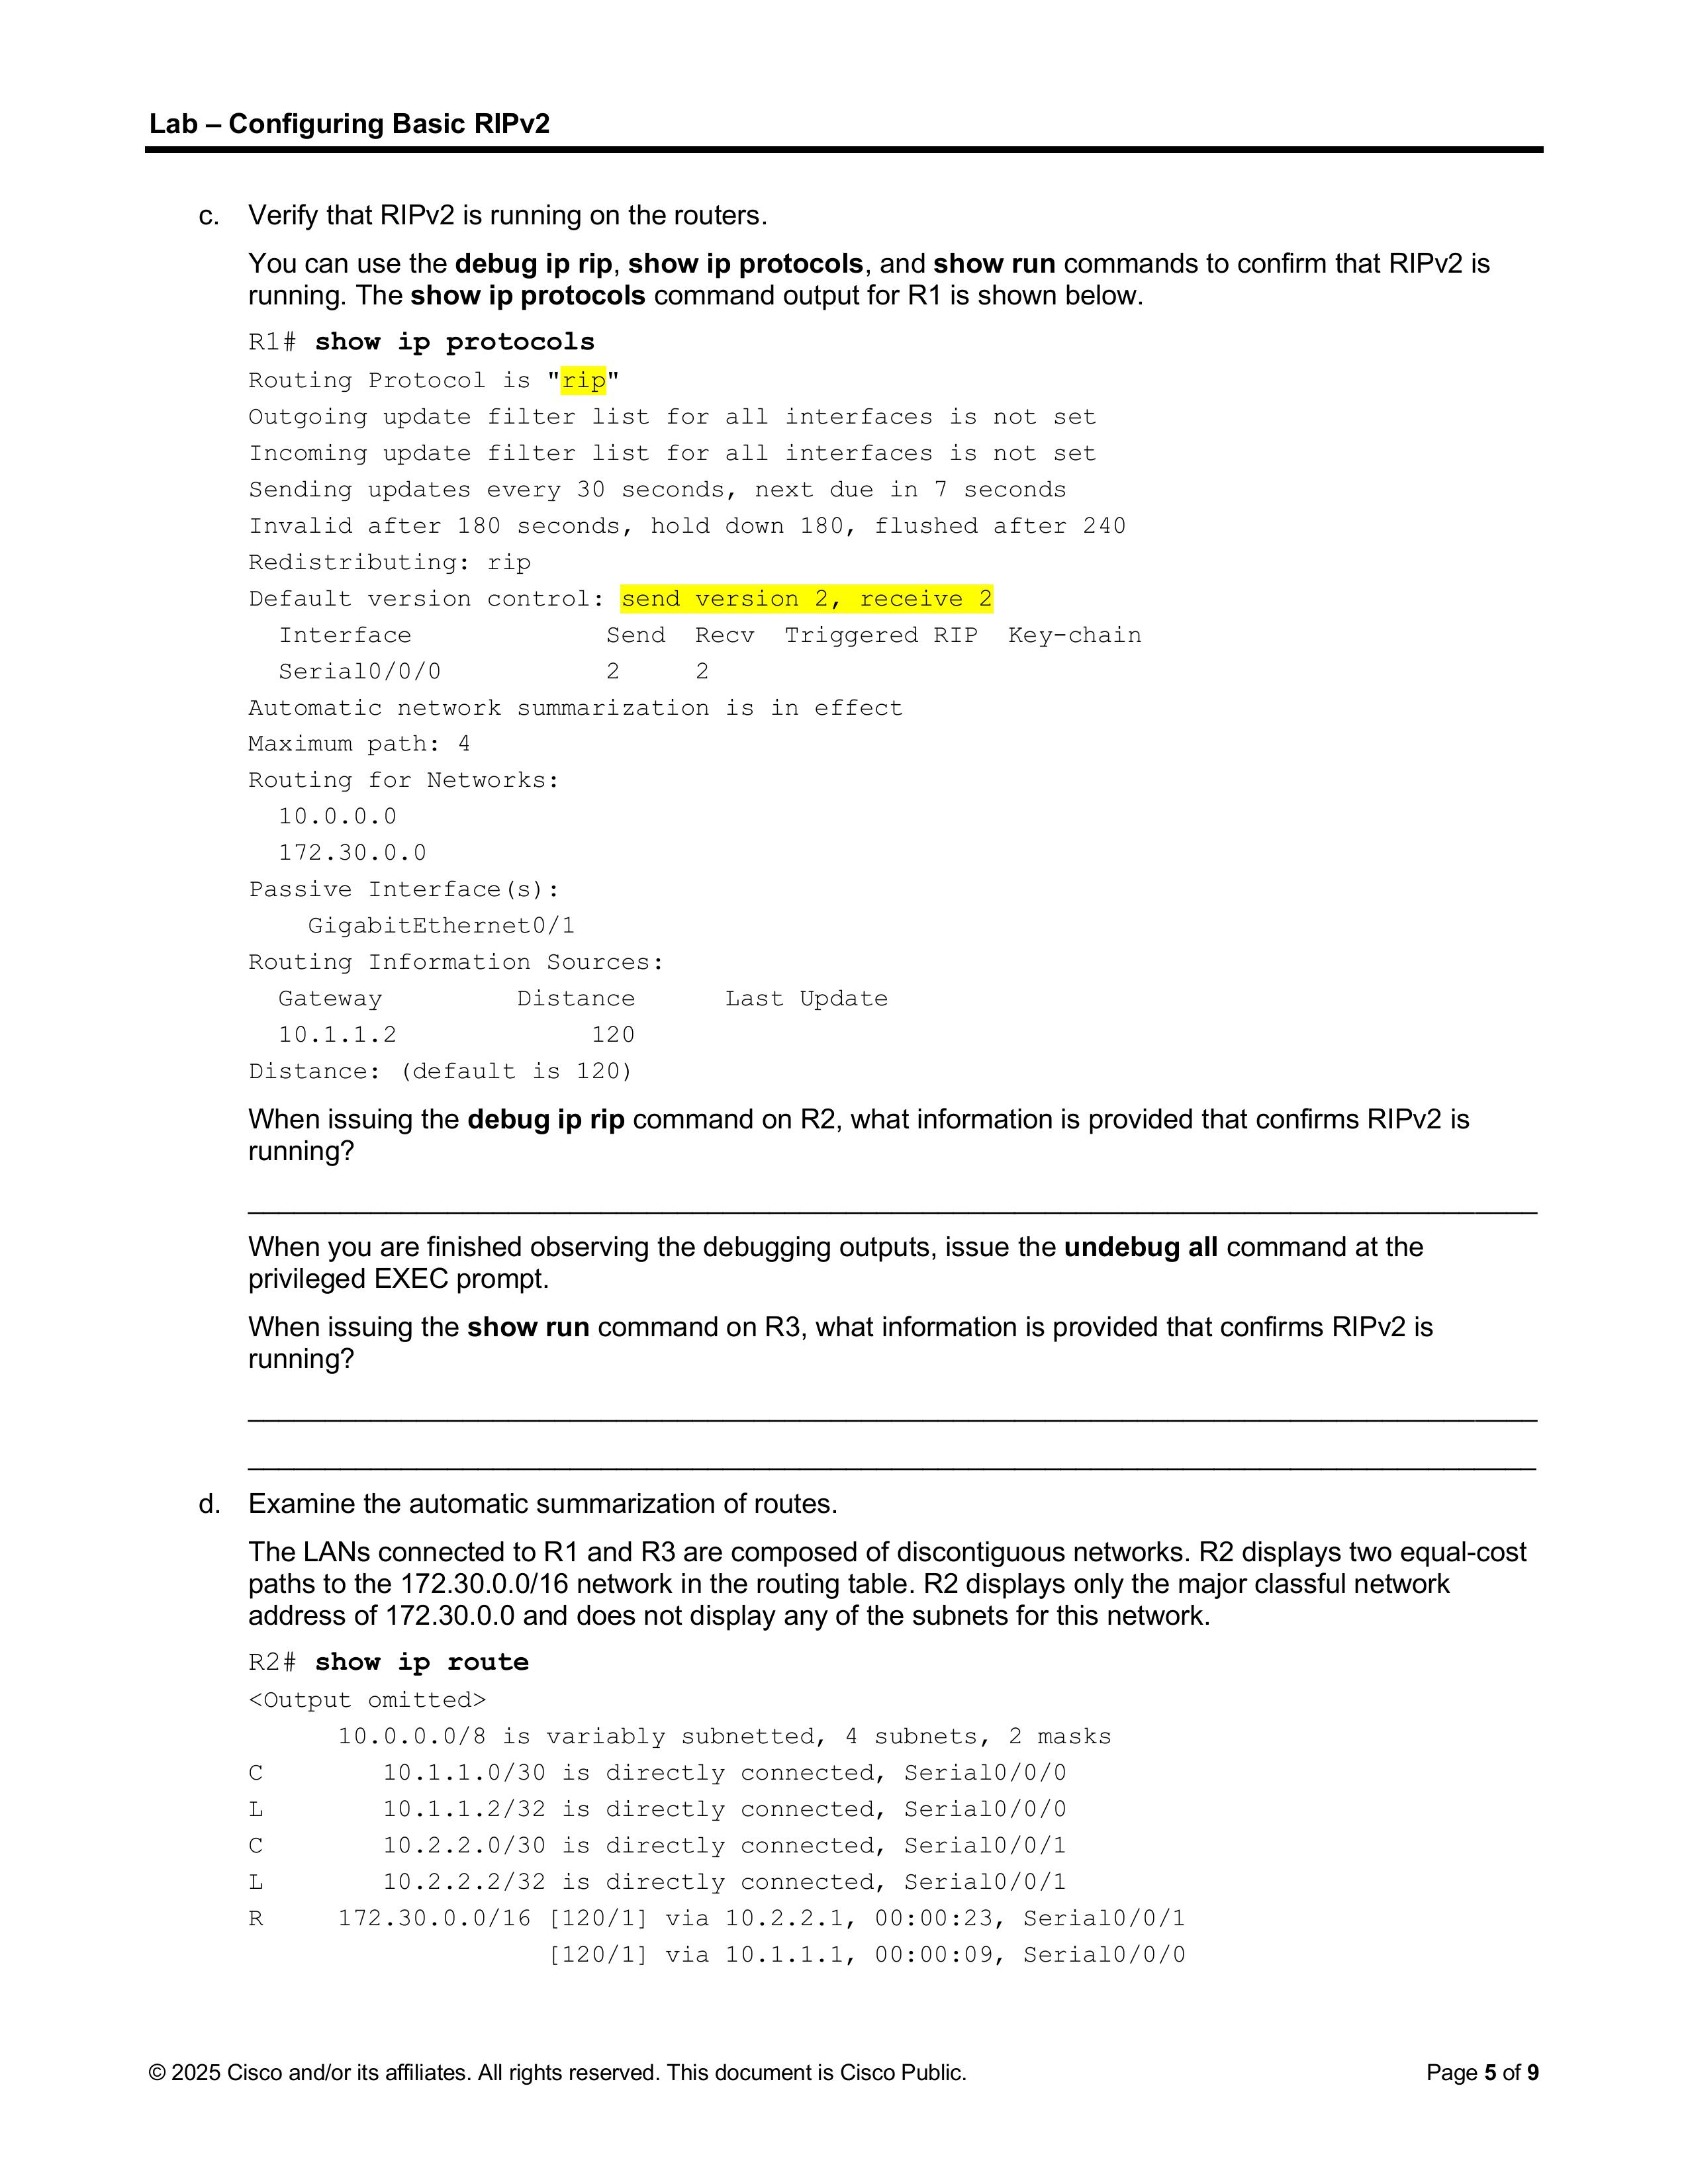 Lab – Configuring Basic RIPv2
c. Verify that RIPv2 is running on the routers.
You can use the debug ip rip, show ip protocols, and show run commands to confirm that RIPv2 is
running. The show ip protocols command output for R1 is shown below.
R1# show ip protocols
Routing Protocol is "rip"
Outgoing update filter list for all interfaces is not set
Incoming update filter list for all interfaces is not set
Sending updates every 30 seconds, next due in 7 seconds
Invalid after 180 seconds, hold down 180, flushed after 240
Redistributing: rip
Default version control: send version 2, receive 2
  Interface             Send  Recv  Triggered RIP  Key-chain
  Serial0/0/0           2     2
Automatic network summarization is in effect
Maximum path: 4
Routing for Networks:
  10.0.0.0
  172.30.0.0
Passive Interface(s):
    GigabitEthernet0/1
Routing Information Sources:
  Gateway         Distance      Last Update
  10.1.1.2             120
Distance: (default is 120)
When issuing the debug ip rip command on R2, what information is provided that confirms RIPv2 is
running?
When you are finished observing the debugging outputs, issue the undebug all command at the
privileged EXEC prompt.
When issuing the show run command on R3, what information is provided that confirms RIPv2 is
running?
d. Examine the automatic summarization of routes.
The LANs connected to R1 and R3 are composed of discontiguous networks. R2 displays two equal-cost
paths to the 172.30.0.0/16 network in the routing table. R2 displays only the major classful network
address of 172.30.0.0 and does not display any of the subnets for this network.
R2# show ip route
<Output omitted>
      10.0.0.0/8 is variably subnetted, 4 subnets, 2 masks
C        10.1.1.0/30 is directly connected, Serial0/0/0
L        10.1.1.2/32 is directly connected, Serial0/0/0
C        10.2.2.0/30 is directly connected, Serial0/0/1
L        10.2.2.2/32 is directly connected, Serial0/0/1
R     172.30.0.0/16 [120/1] via 10.2.2.1, 00:00:23, Serial0/0/1
                    [120/1] via 10.1.1.1, 00:00:09, Serial0/0/0
© 2025 Cisco and/or its affiliates. All rights reserved. This document is Cisco Public. Page 5 of 9